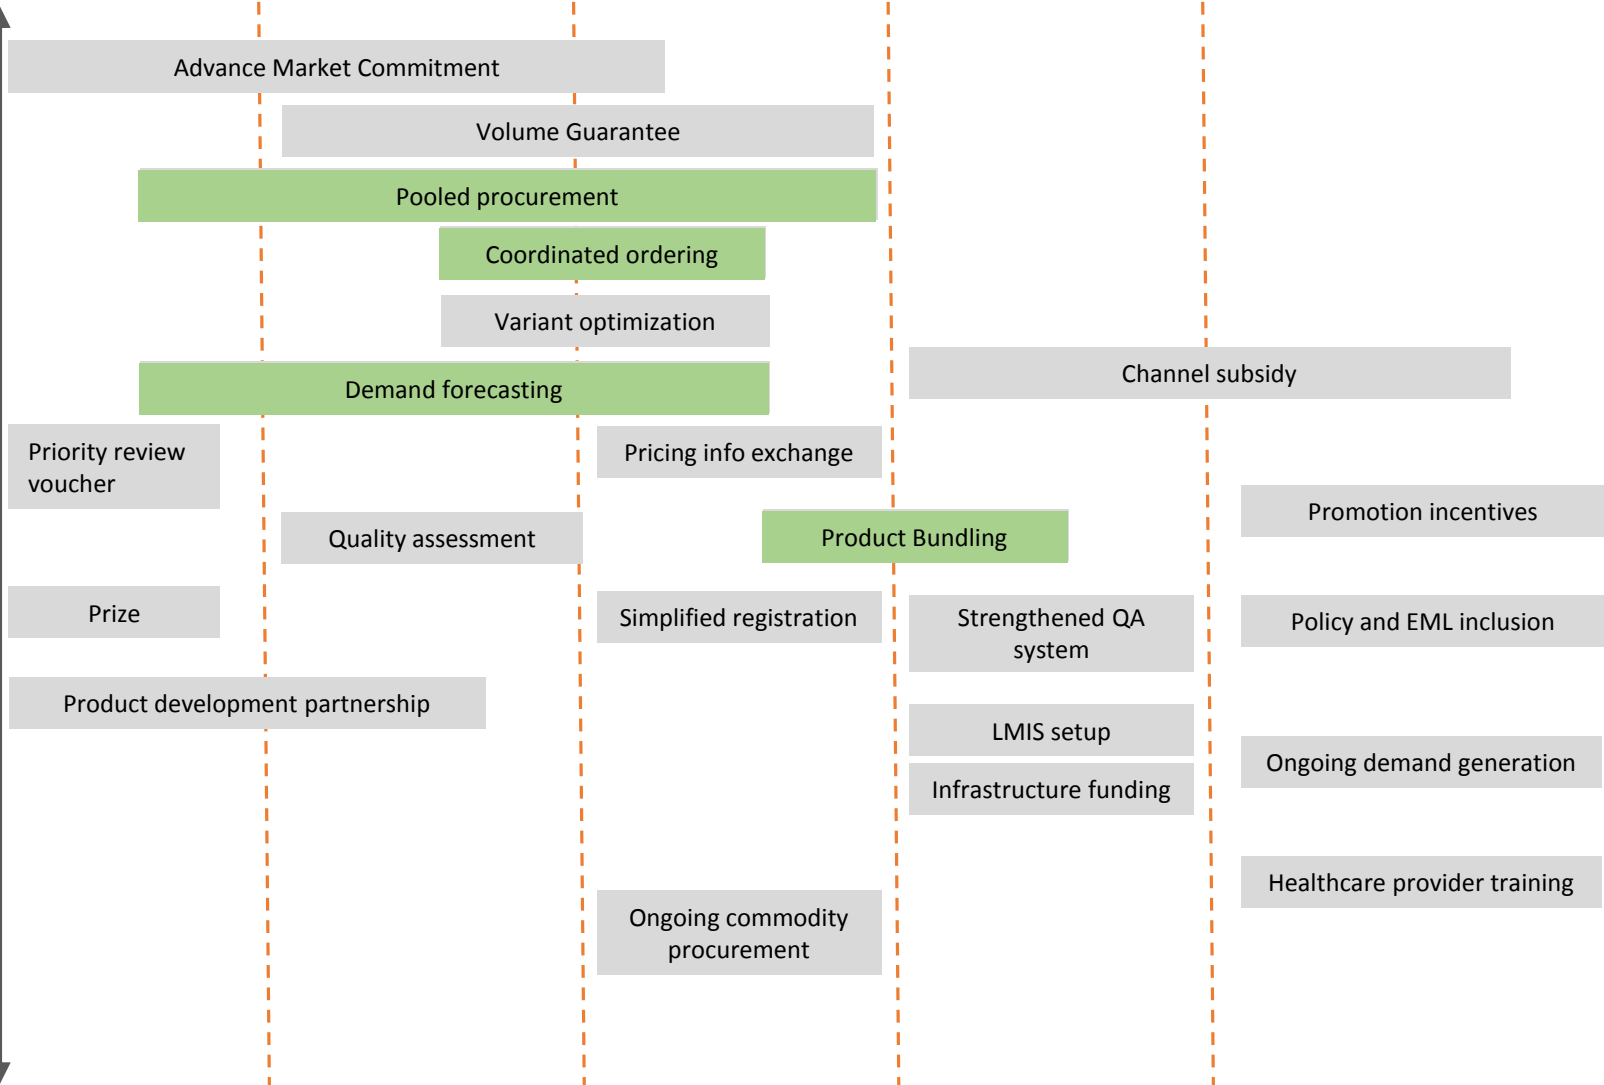 Advance Market Commitment
Volume Guarantee
Pooled procurement
Coordinated ordering
Variant optimization
Channel subsidy
Demand forecasting
Priority review
voucher
Pricing info exchange
Promotion incentives
Quality assessment
Product Bundling
Prize
Simplified registration
Strengthened QA
system
Policy and EML inclusion
Product development partnership
LMIS setup
Ongoing demand generation
Infrastructure funding
Healthcare provider training
Ongoing commodity
procurement